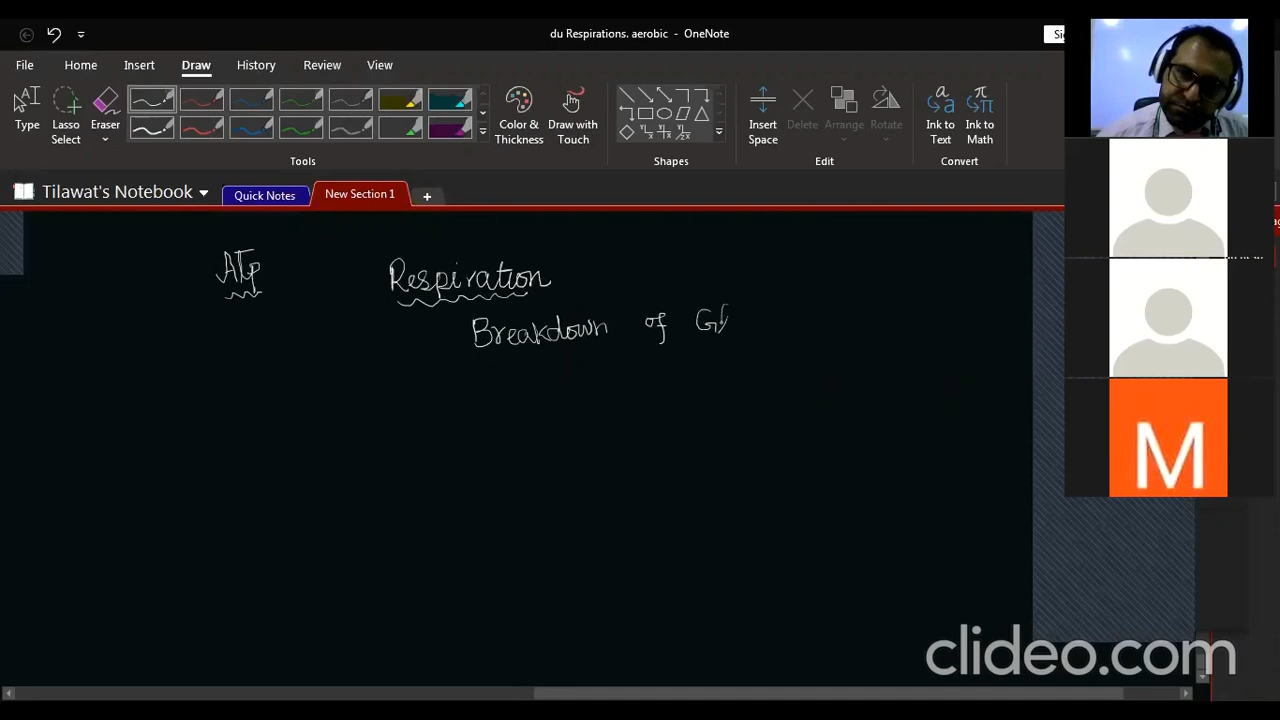 du Respirations. aerobic - OneNote
File Home Insert Draw History Review View
Type
Lasso Select
Eraser
Color & Thickness
Draw with Touch
Insert Space
Delete
Arrange
Rotate
Ink to Text
Ink to Math
Tools
Shapes
Edit
Convert
Tilawat's Notebook
Quick Notes
New Section 1
ATP
Respiration
Breakdown of Gl
M
clideo.com